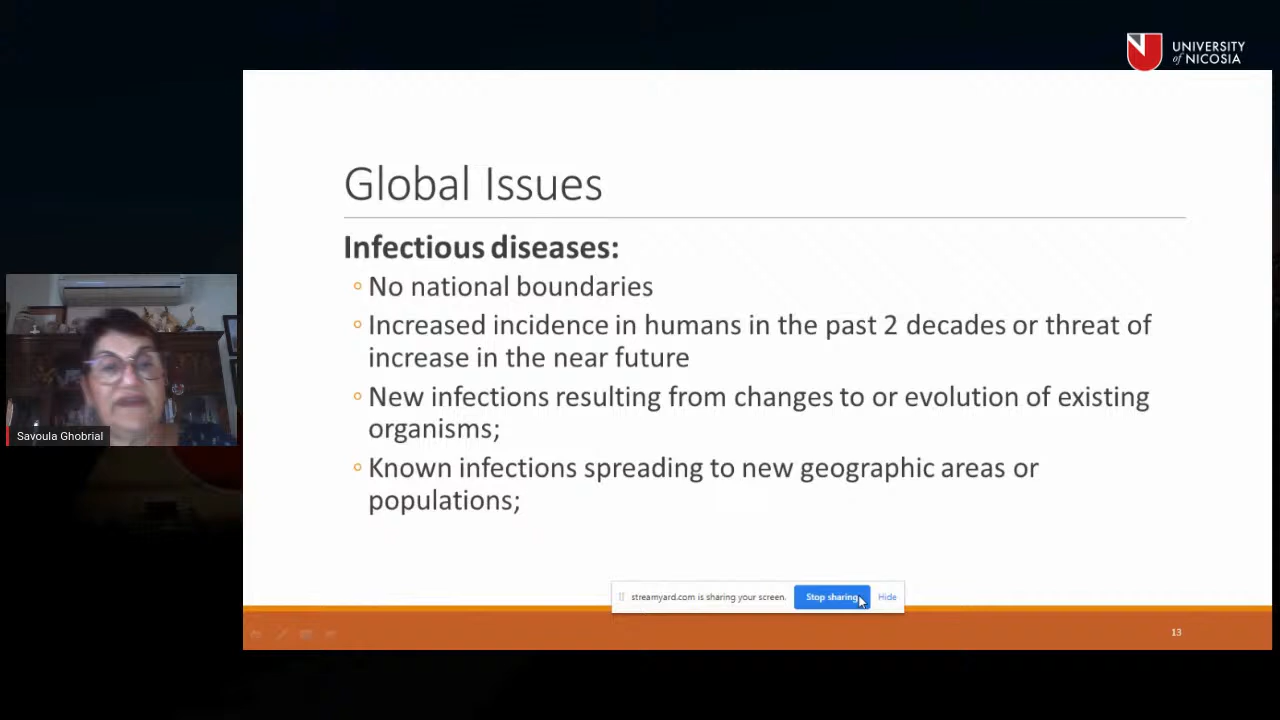 UNIVERSITY
of NICOSIA
Global Issues
Infectious diseases:
No national boundaries
Increased incidence in humans in the past 2 decades or threat of
increase in the near future
New infections resulting from changes to or evolution of existing
organisms;
Known infections spreading to new geographic areas or
populations;
Savoula Ghobrial
streamyard.com is sharing your screen.
Stop sharing
Hide
13